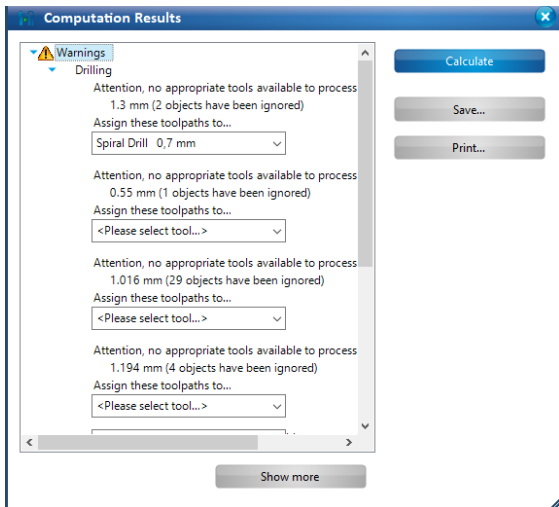 Computation Results
Warnings
Drilling
Attention, no appropriate tools available to process
1.3 mm (2 objects have been ignored)
Assign these toolpaths to...
Spiral Drill 0,7 mm
Attention, no appropriate tools available to process
0.55 mm (1 objects have been ignored)
Assign these toolpaths to...
<Please select tool...>
Attention, no appropriate tools available to process
1.016 mm (29 objects have been ignored)
Assign these toolpaths to...
<Please select tool...>
Attention, no appropriate tools available to process
1.194 mm (4 objects have been ignored)
Assign these toolpaths to...
<Please select tool...>
Calculate
Save...
Print...
Show more